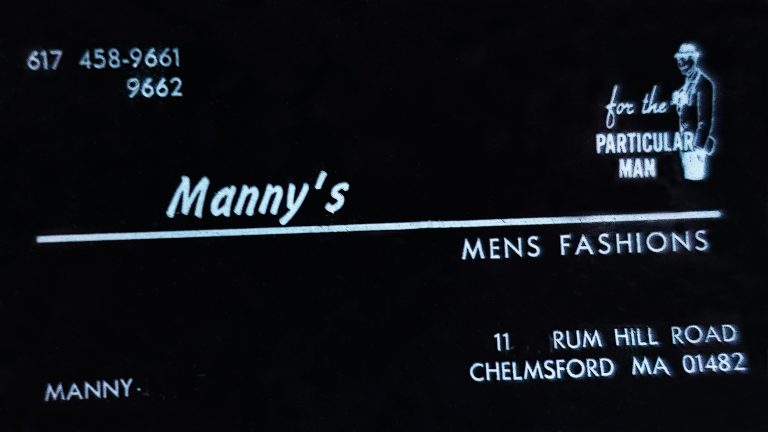 617 458-9661
9662
for the
PARTICULAR
MAN
Manny's
MENS FASHIONS
11 RUM HILL ROAD
CHELMSFORD MA 01482
MANNY